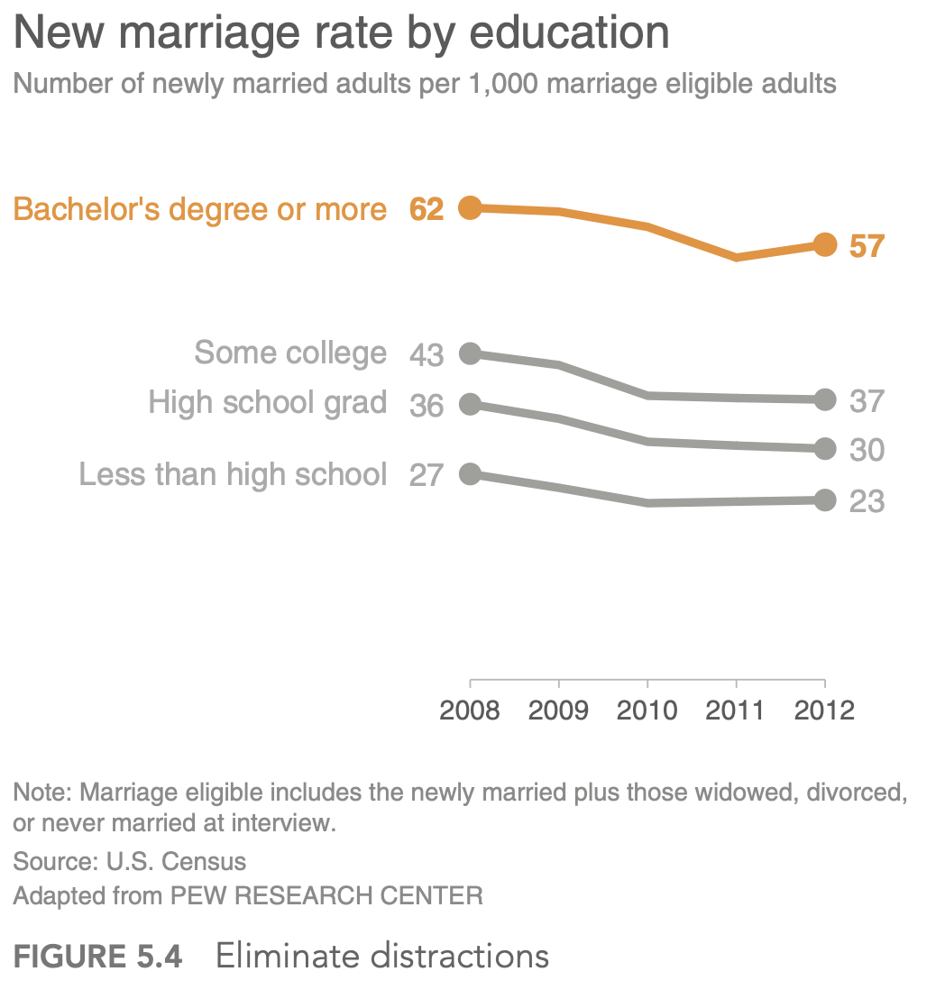 New marriage rate by education
Number of newly married adults per 1,000 marriage eligible adults
Bachelor's degree or more 62
57
Some college 43
37
High school grad 36
30
Less than high school 27
23
2008 2009 2010 2011 2012
Note: Marriage eligible includes the newly married plus those widowed, divorced,
or never married at interview.
Source: U.S. Census
Adapted from PEW RESEARCH CENTER
FIGURE 5.4 Eliminate distractions